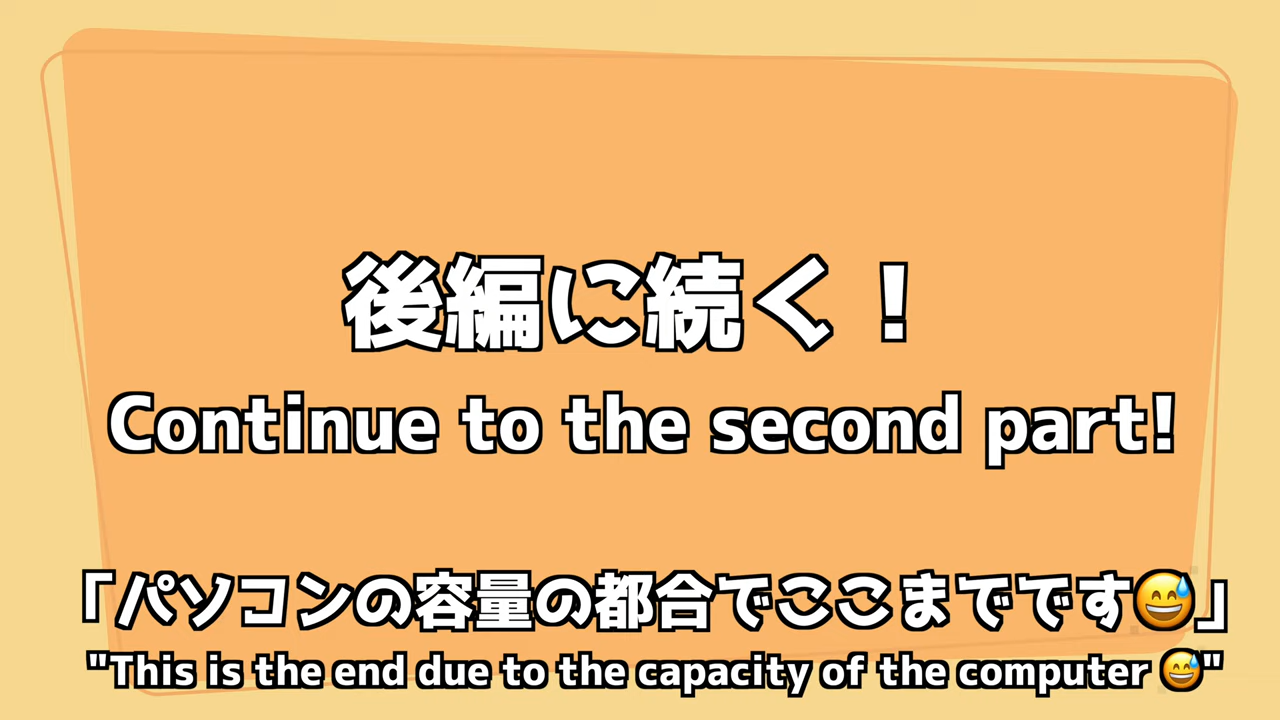 後編に続く！
Continue to the second part!
「パソコンの容量の都合でここまでです😅」
"This is the end due to the capacity of the computer 😅"